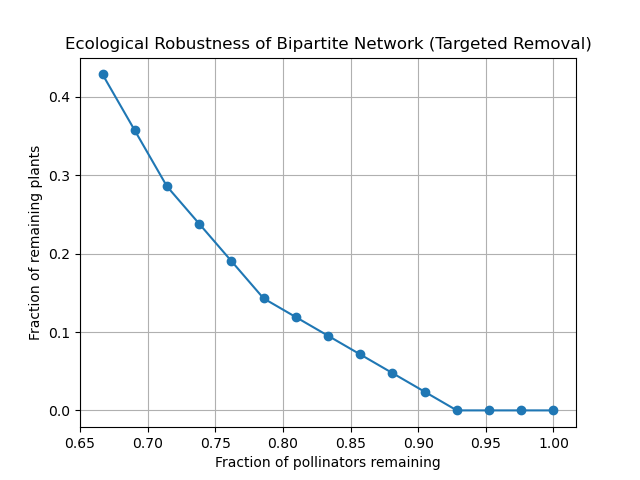 Ecological Robustness of Bipartite Network (Targeted Removal)
Fraction of remaining plants
0.4
0.3
0.2
0.1
0.0
0.65 0.70 0.75 0.80 0.85 0.90 0.95 1.00
Fraction of pollinators remaining